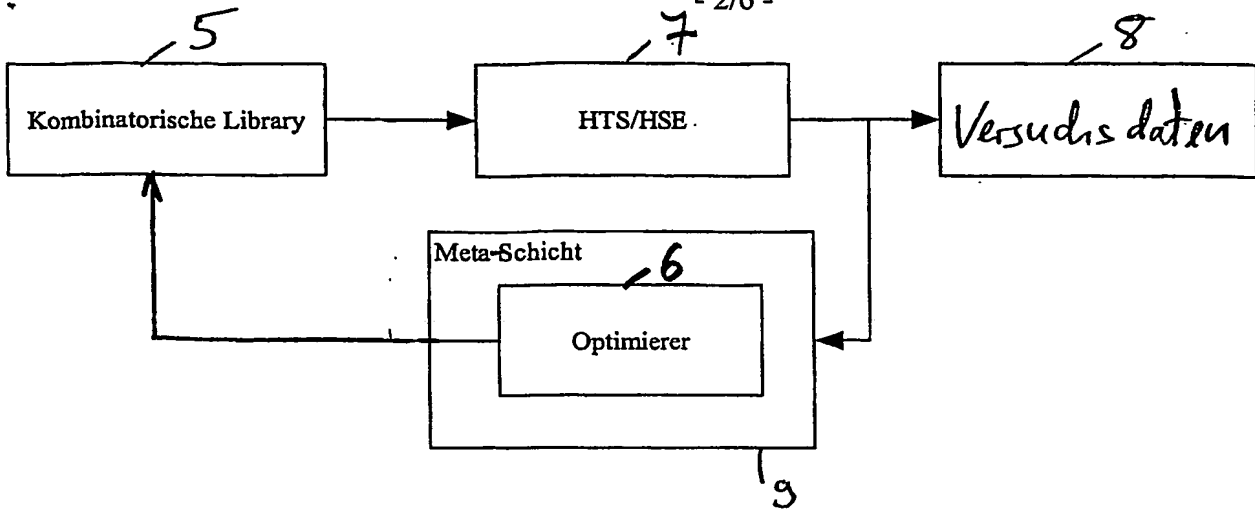 - 2/6 -
5
7
8
Kombinatorische Library
HTS/HSE
Versuchsdaten
Meta-Schicht
6
Optimierer
9